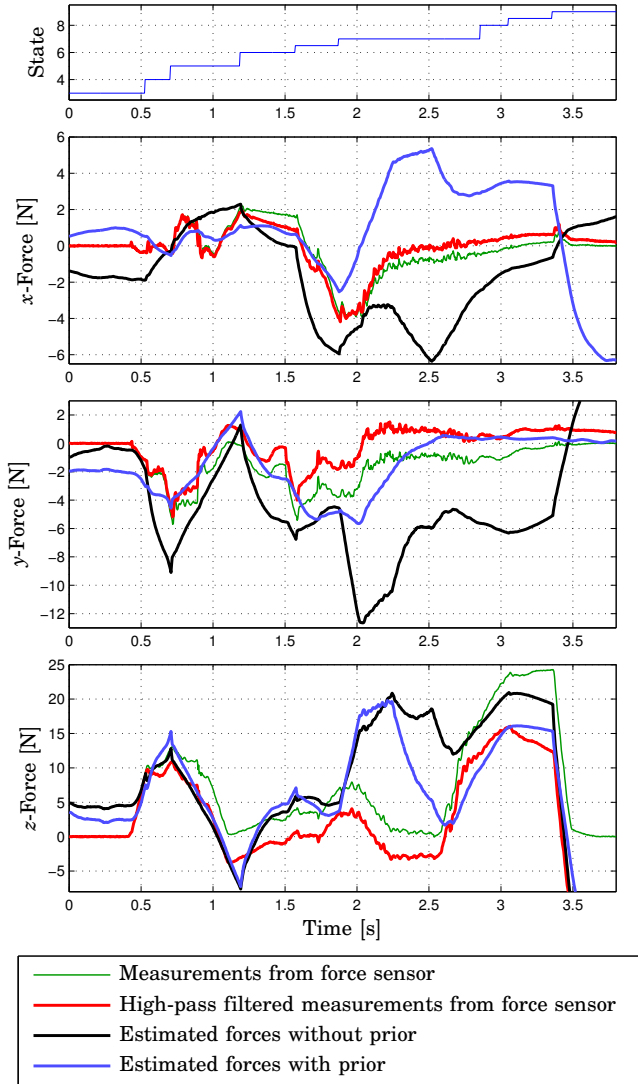 State
8
6
4
0 0.5 1 1.5 2 2.5 3 3.5
x-Force [N]
6
4
2
0
−2
−4
−6
0 0.5 1 1.5 2 2.5 3 3.5
y-Force [N]
2
0
−2
−4
−6
−8
−10
−12
0 0.5 1 1.5 2 2.5 3 3.5
z-Force [N]
25
20
15
10
5
0
−5
0 0.5 1 1.5 2 2.5 3 3.5
Time [s]
Measurements from force sensor
High-pass filtered measurements from force sensor
Estimated forces without prior
Estimated forces with prior